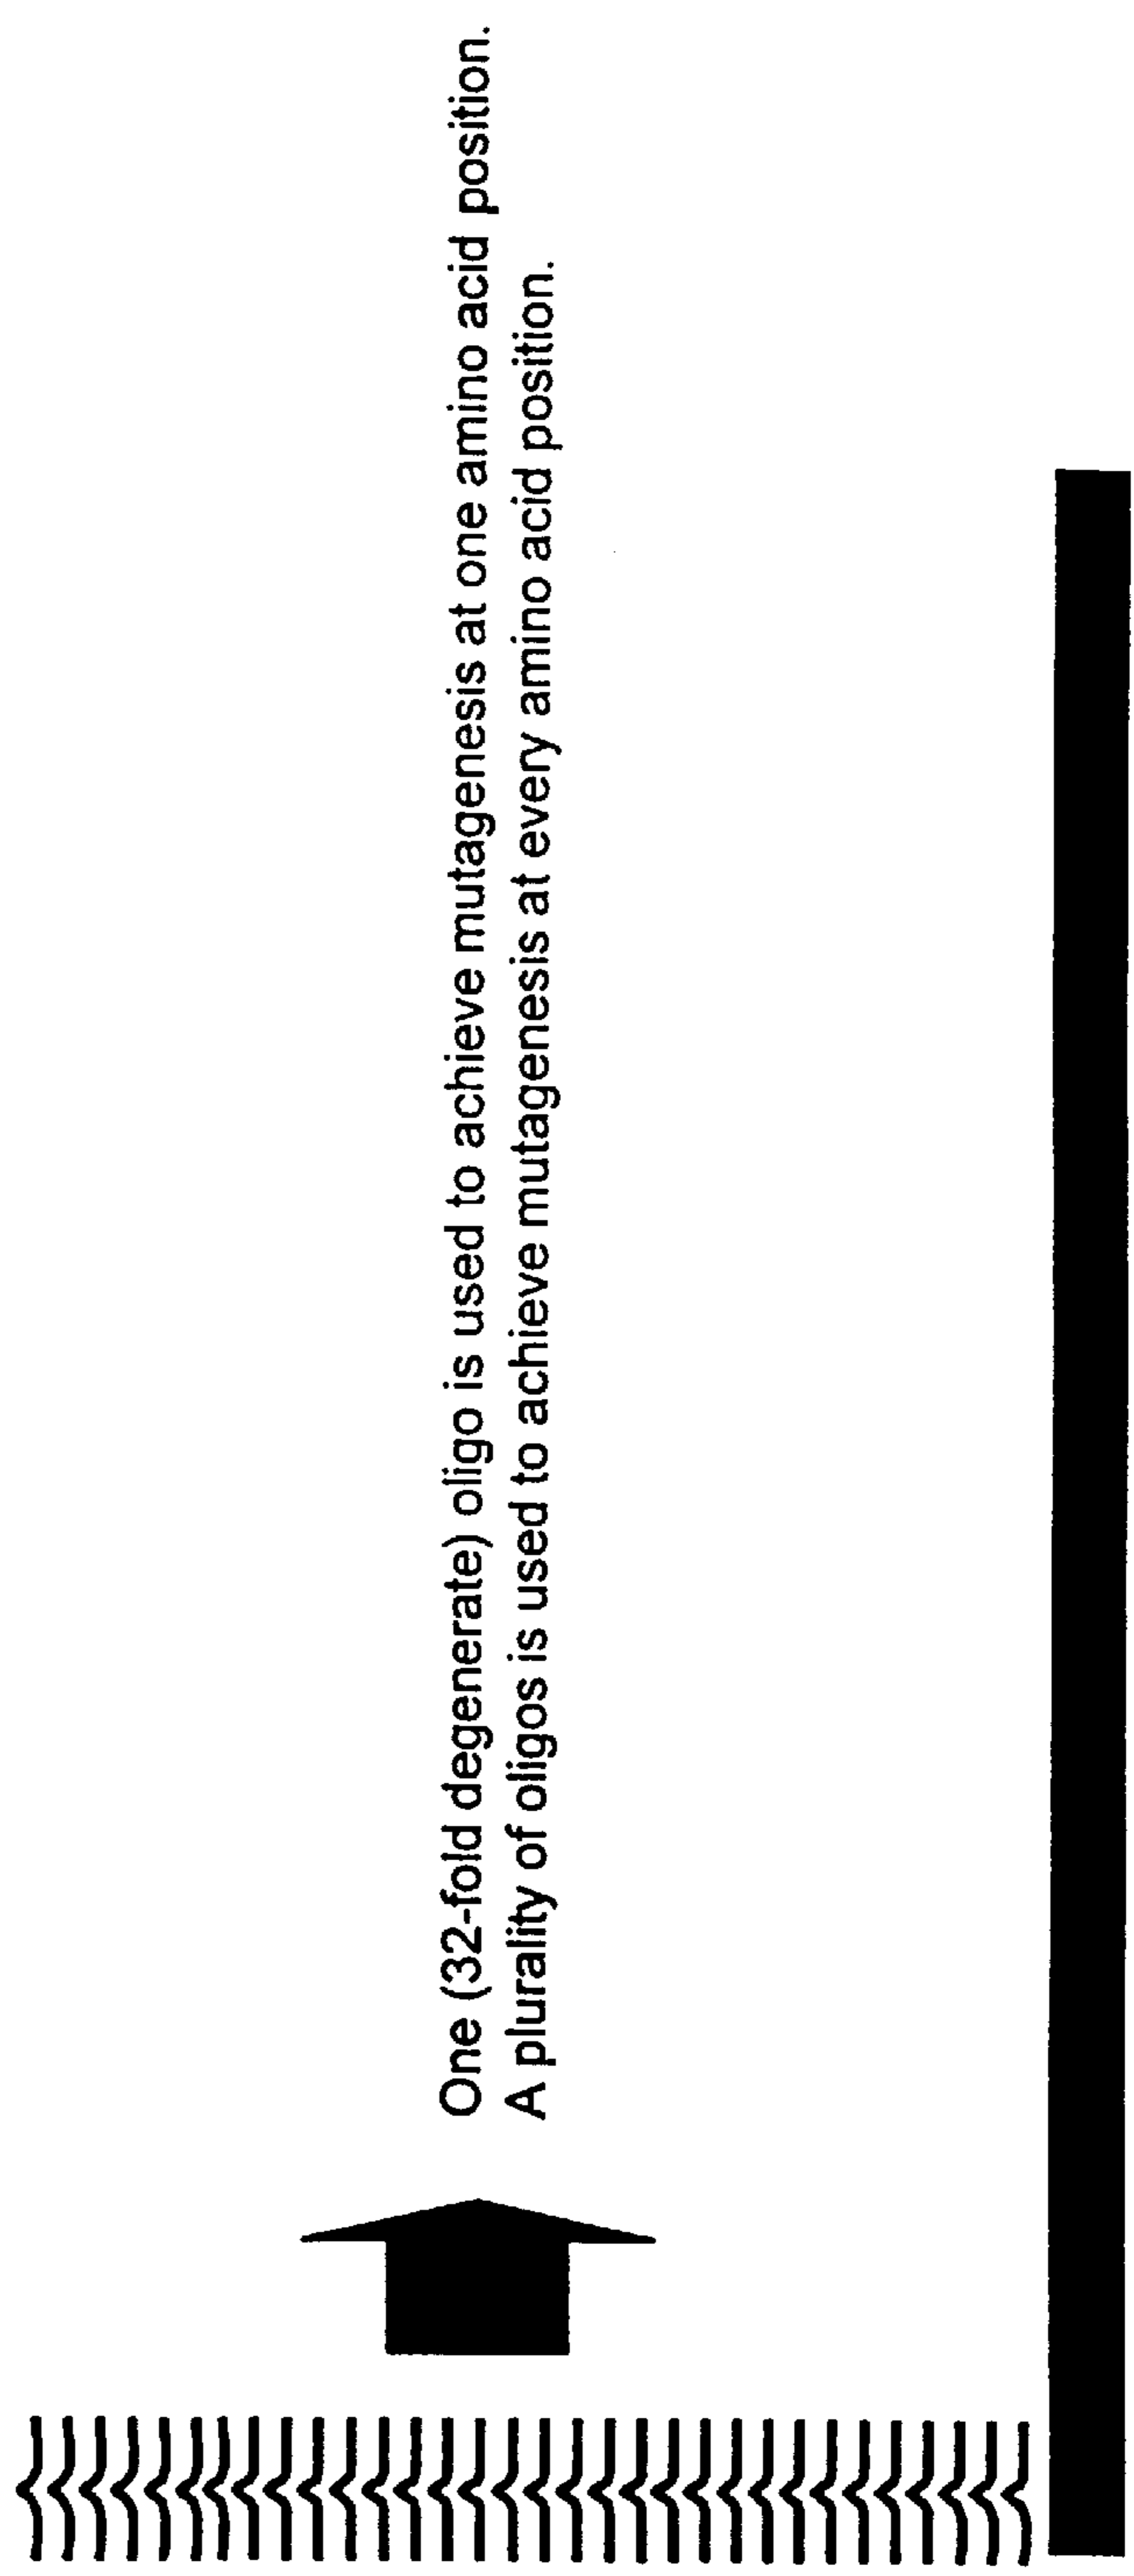 One (32-fold degenerate) oligo is used to achieve mutagenesis at one amino acid position.
A plurality of oligos is used to achieve mutagenesis at every amino acid position.